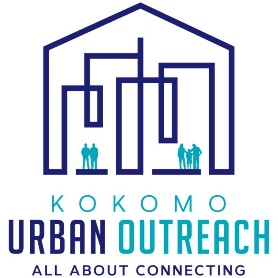 KOKOMO
URBAN OUTREACH
ALL ABOUT CONNECTING